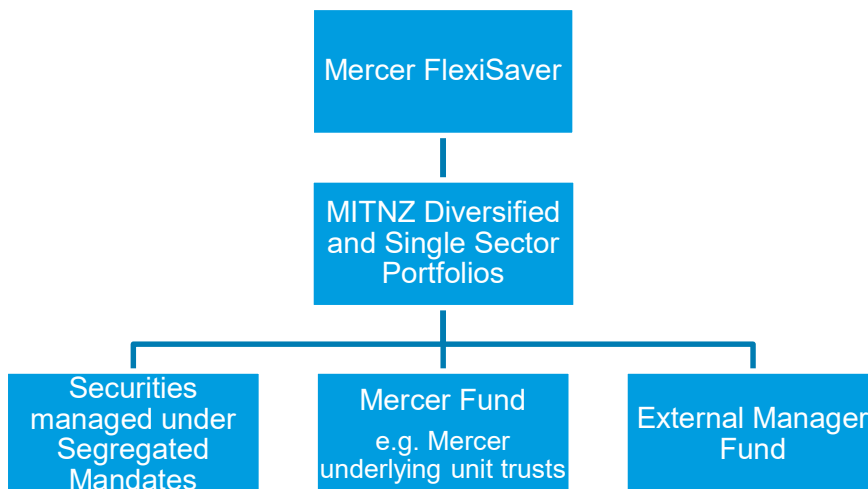 Mercer FlexiSaver
MITNZ Diversified
and Single Sector
Portfolios
Securities
managed under
Segregated
Mandates
Mercer Fund
e.g. Mercer
underlying unit trusts
External Manager
Fund